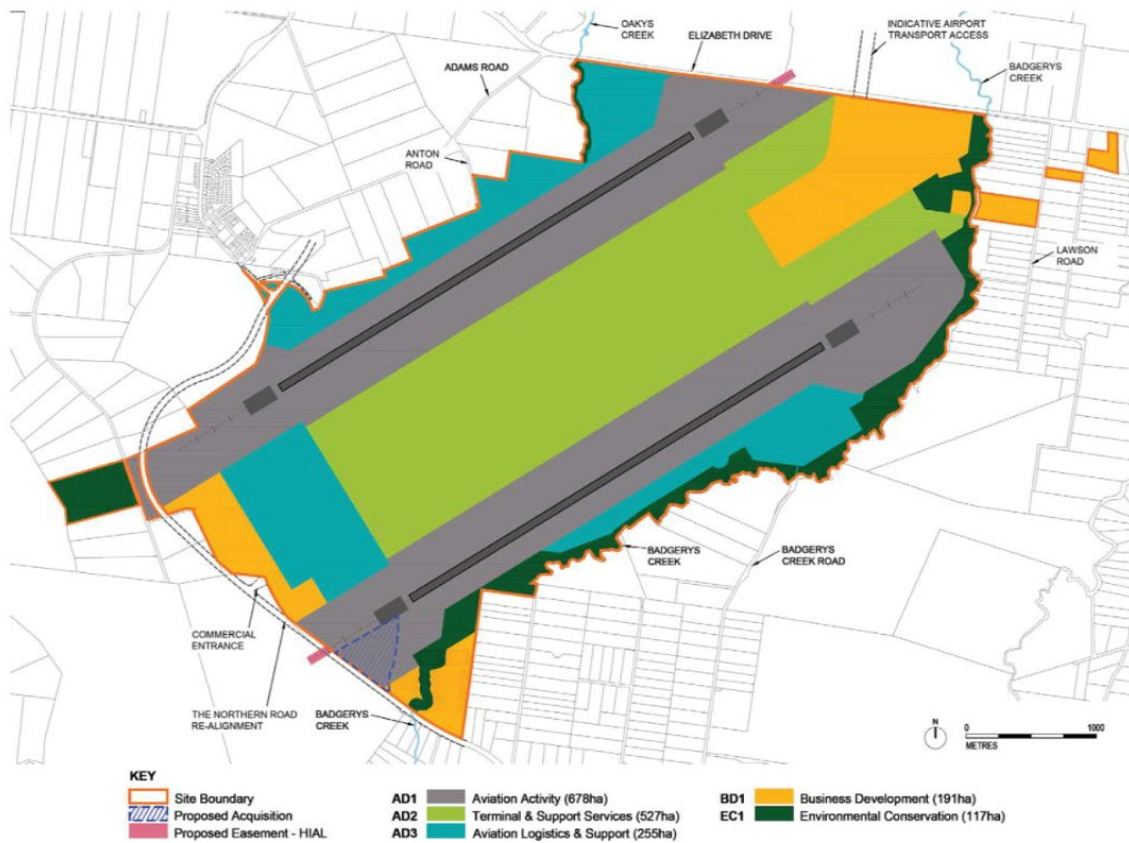 OAKYS
CREEK
ELIZABETH DRIVE
INDICATIVE AIRPORT
TRANSPORT ACCESS
ADAMS ROAD
BADGERYS
CREEK
ANTON
ROAD
LAWSON
ROAD
BADGERYS
CREEK
BADGERYS
CREEK ROAD
COMMERCIAL
ENTRANCE
THE NORTHERN ROAD
RE-ALIGNMENT
BADGERYS
CREEK
N
0 1000
METRES
KEY
Site Boundary
Proposed Acquisition
Proposed Easement - HIAL
AD1 Aviation Activity (678ha)
AD2 Terminal & Support Services (527ha)
AD3 Aviation Logistics & Support (255ha)
BD1 Business Development (191ha)
EC1 Environmental Conservation (117ha)